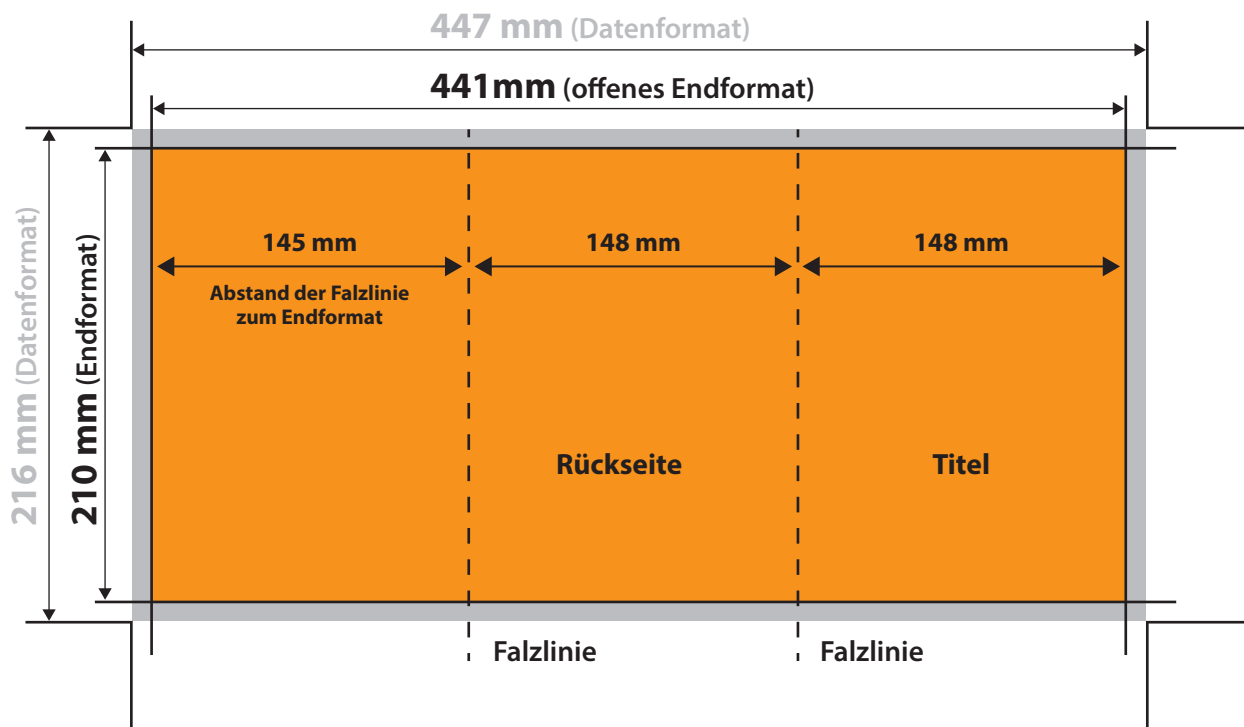 447 mm (Datenformat)
441mm (offenes Endformat)
216 mm (Datenformat)
210 mm (Endformat)
145 mm
148 mm
148 mm
Abstand der Falzlinie
zum Endformat
Rückseite
Titel
Falzlinie
Falzlinie